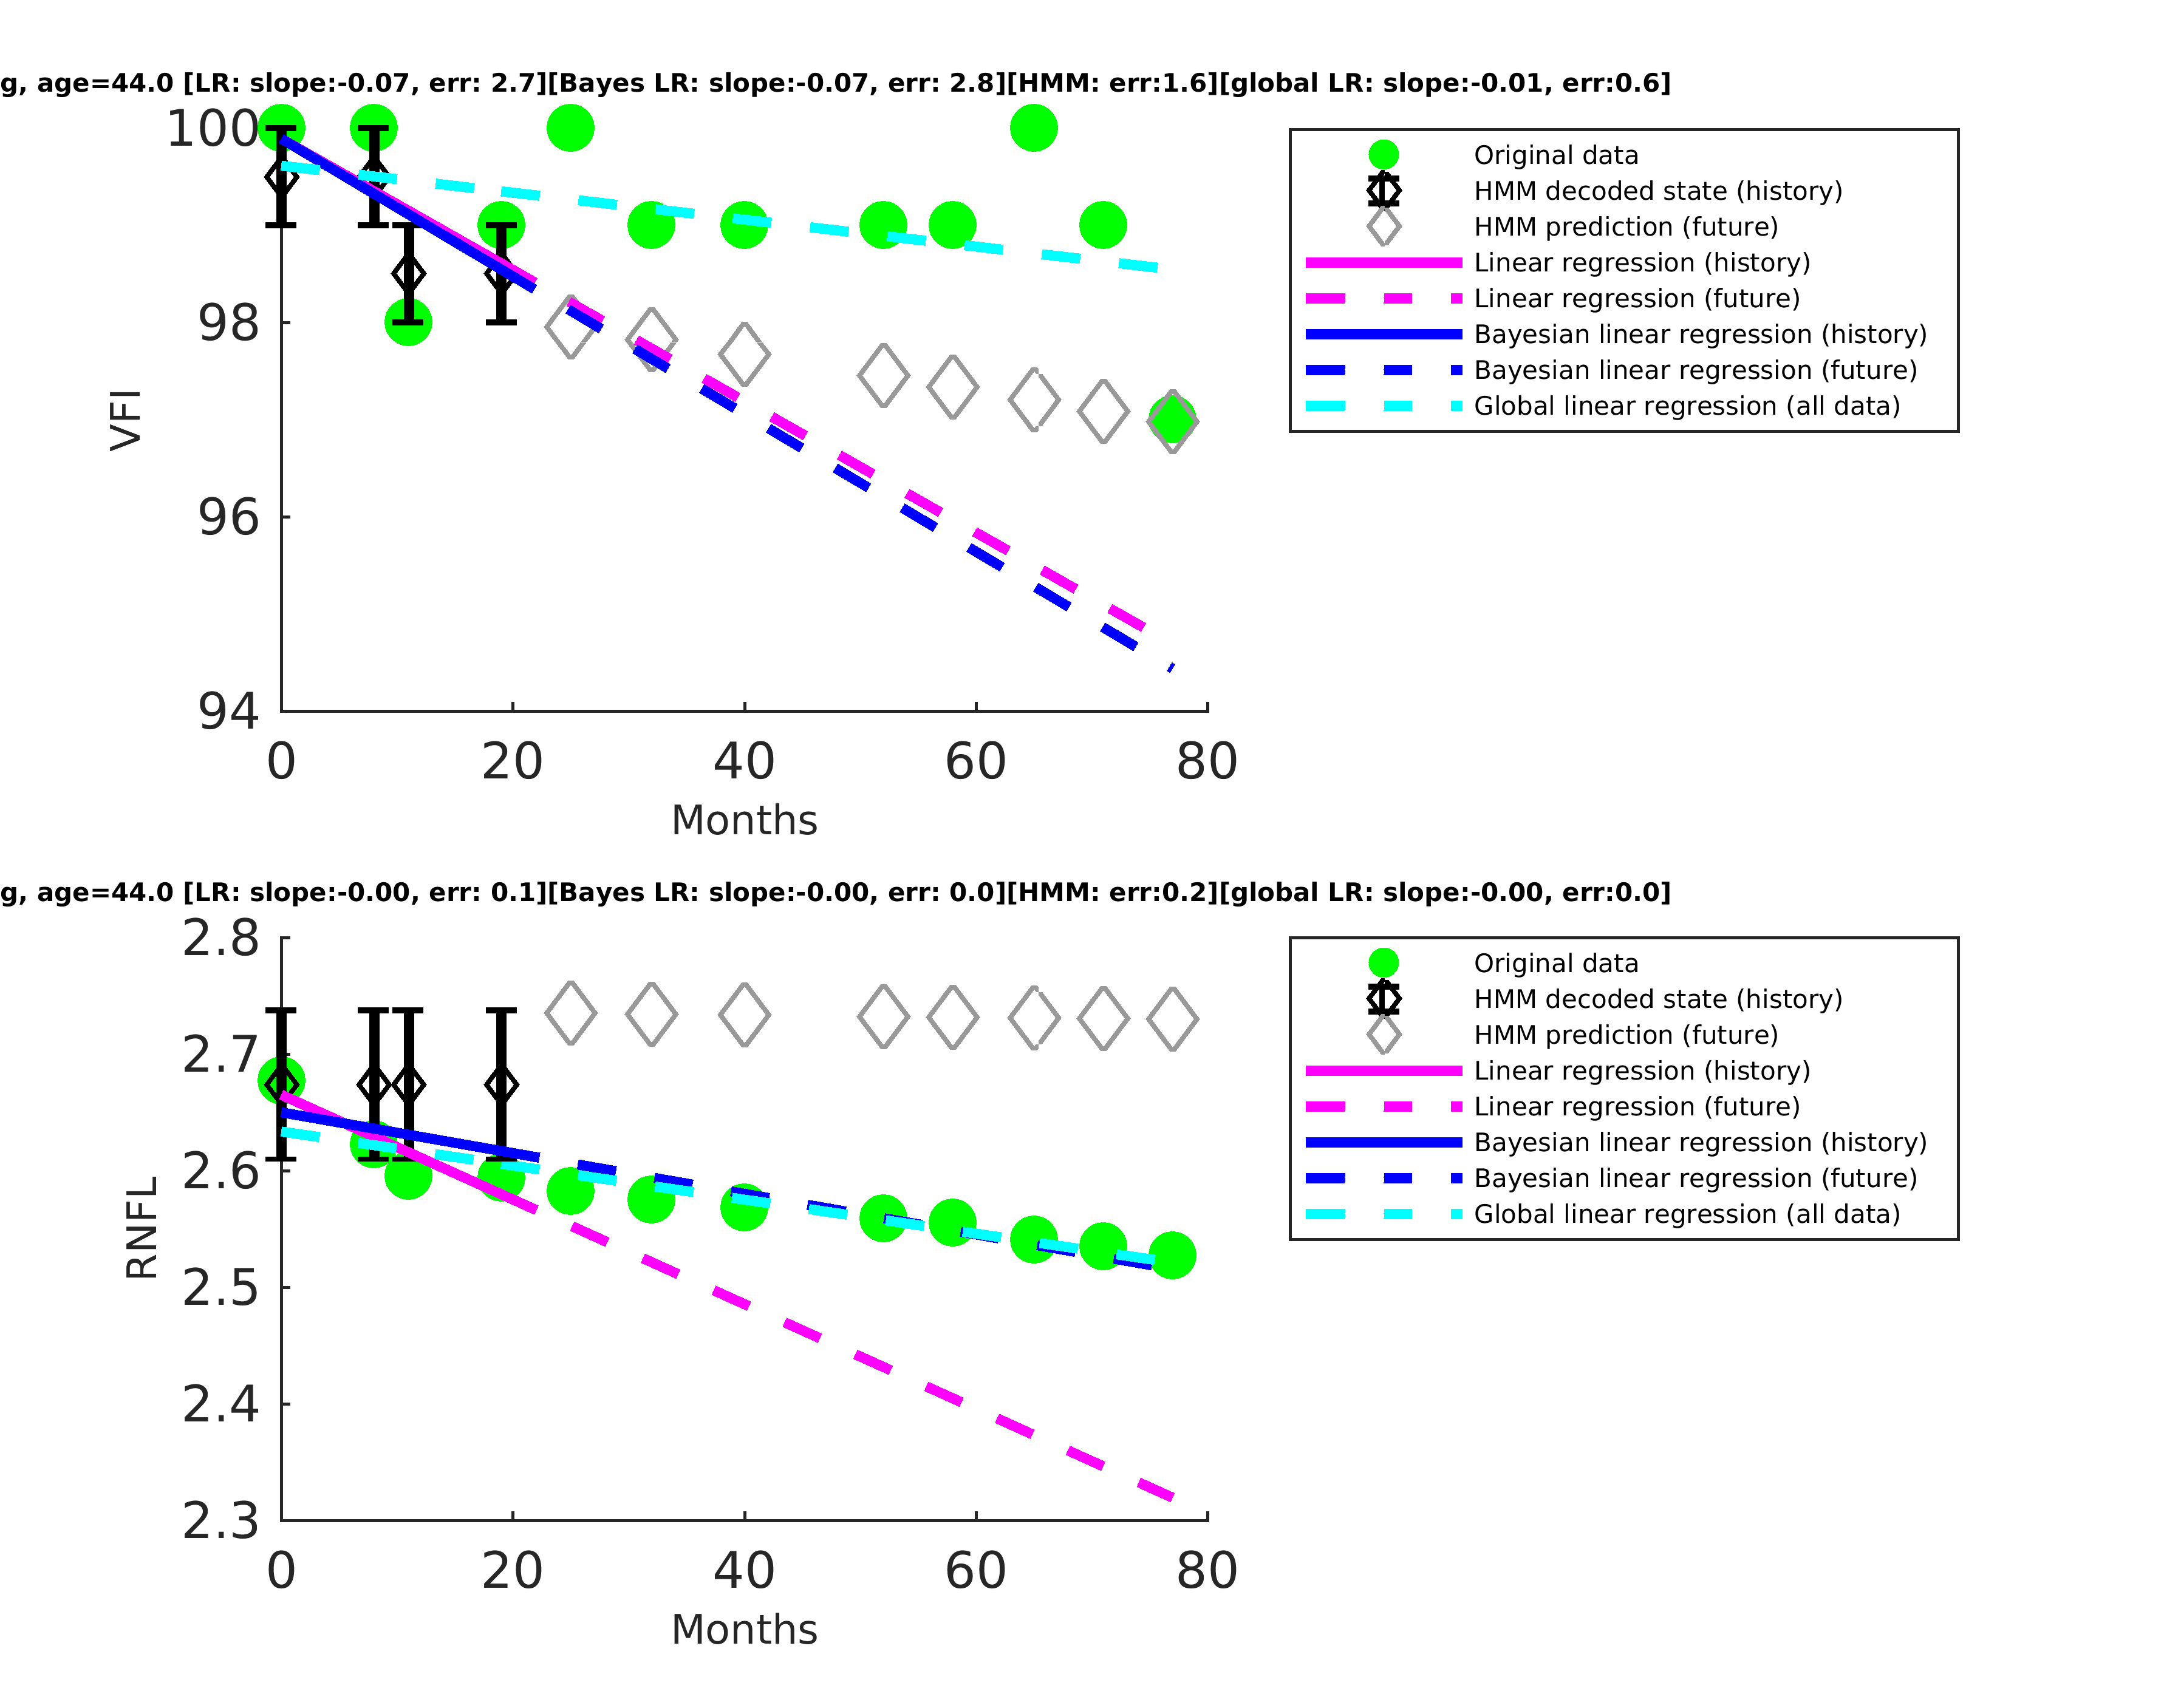 g, age=44.0 [LR: slope:-0.07, err: 2.7][Bayes LR: slope:-0.07, err: 2.8][HMM: err:1.6][global LR: slope:-0.01, err:0.6]
100
98
96
94
VFI
0 20 40 60 80
Months
Original data
HMM decoded state (history)
HMM prediction (future)
Linear regression (history)
Linear regression (future)
Bayesian linear regression (history)
Bayesian linear regression (future)
Global linear regression (all data)
g, age=44.0 [LR: slope:-0.00, err: 0.1][Bayes LR: slope:-0.00, err: 0.0][HMM: err:0.2][global LR: slope:-0.00, err:0.0]
2.8
2.7
2.6
2.5
2.4
2.3
RNFL
0 20 40 60 80
Months
Original data
HMM decoded state (history)
HMM prediction (future)
Linear regression (history)
Linear regression (future)
Bayesian linear regression (history)
Bayesian linear regression (future)
Global linear regression (all data)